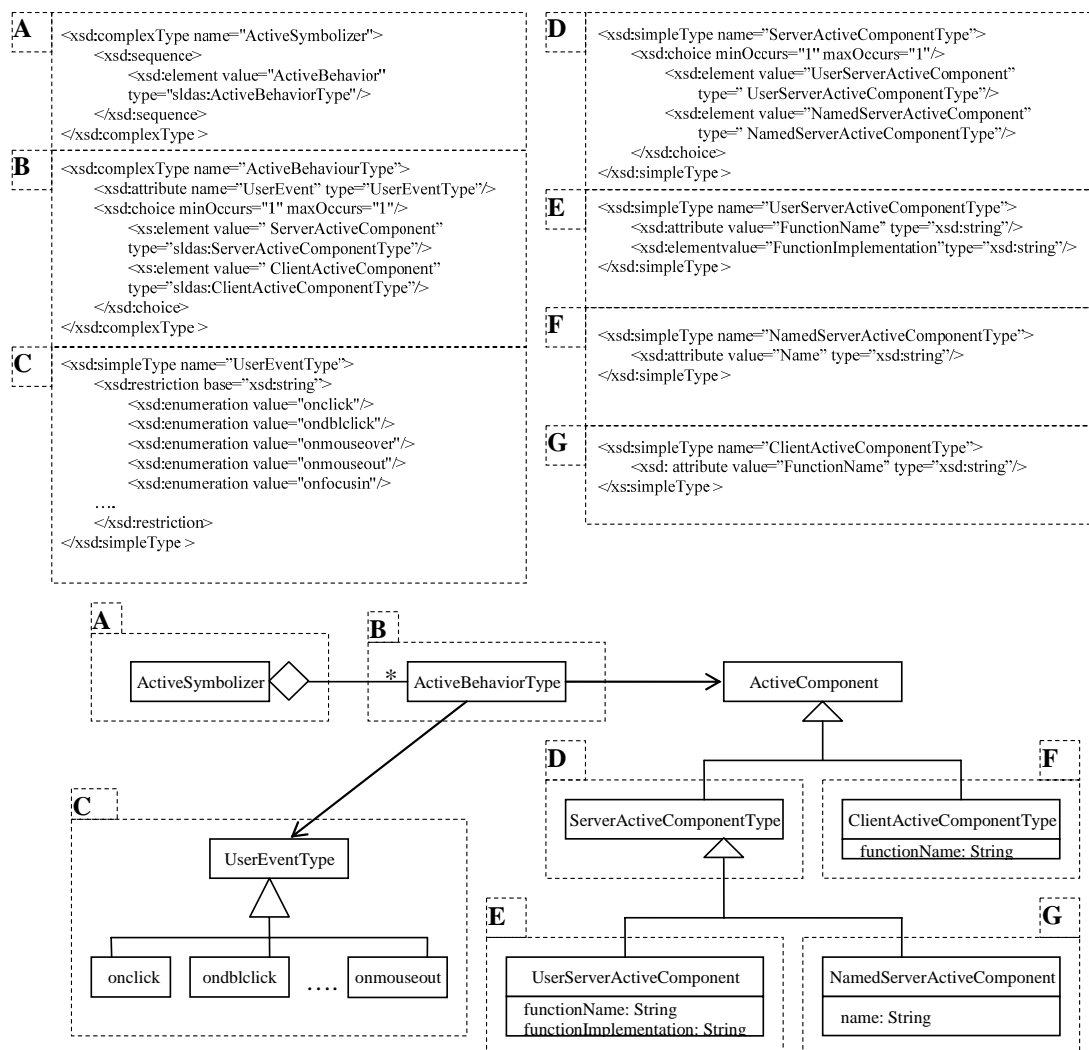 A
<xsd:complexType name="ActiveSymbolizer">
<xsd:sequence>
<xsd:element value="ActiveBehavior"
type="sldas:ActiveBehaviorType"/>
</xsd:sequence>
</xsd:complexType >
B
<xsd:complexType name=”ActiveBehaviourType”>
<xsd:attribute name=”UserEvent” type=”UserEventType”/>
<xsd:choice minOccurs="1" maxOccurs="1"/>
<xs:element value=” ServerActiveComponent”
type=”sldas:ServerActiveComponentType”/>
<xs:element value=” ClientActiveComponent”
type=”sldas:ClientActiveComponentType”/>
</xsd:choice>
</xsd:complexType >
C
<xsd:simpleType name=”UserEventType”>
<xsd:restriction base=”xsd:string”>
<xsd:enumeration value="onclick"/>
<xsd:enumeration value="ondblclick"/>
<xsd:enumeration value="onmouseover"/>
<xsd:enumeration value="onmouseout"/>
<xsd:enumeration value="onfocusin"/>
….
</xsd:restriction>
</xsd:simpleType >
D
<xsd:simpleType name=”ServerActiveComponentType”>
<xsd:choice minOccurs="1" maxOccurs="1"/>
<xsd:element value=”UserServerActiveComponent”
type=” UserServerActiveComponentType”/>
<xsd:element value=”NamedServerActiveComponent”
type=” NamedServerActiveComponentType”/>
</xsd:choice>
</xsd:simpleType >
E
<xsd:simpleType name=”UserServerActiveComponentType”>
<xsd:attribute value=”FunctionName” type=”xsd:string”/>
<xsd:elementvalue=”FunctionImplementation”type=”xsd:string”/>
</xsd:simpleType >
F
<xsd:simpleType name=”NamedServerActiveComponentType”>
<xsd:attribute value=”Name” type=”xsd:string”/>
</xsd:simpleType >
G
<xsd:simpleType name=”ClientActiveComponentType”>
<xsd: attribute value=”FunctionName” type=”xsd:string”/>
</xs:simpleType >
A
ActiveSymbolizer
*
B
ActiveBehaviorType
ActiveComponent
C
UserEventType
onclick
ondblclick
….
onmouseout
D
ServerActiveComponentType
F
ClientActiveComponentType
functionName: String
E
UserServerActiveComponent
functionName: String
functionImplementation: String
G
NamedServerActiveComponent
name: String